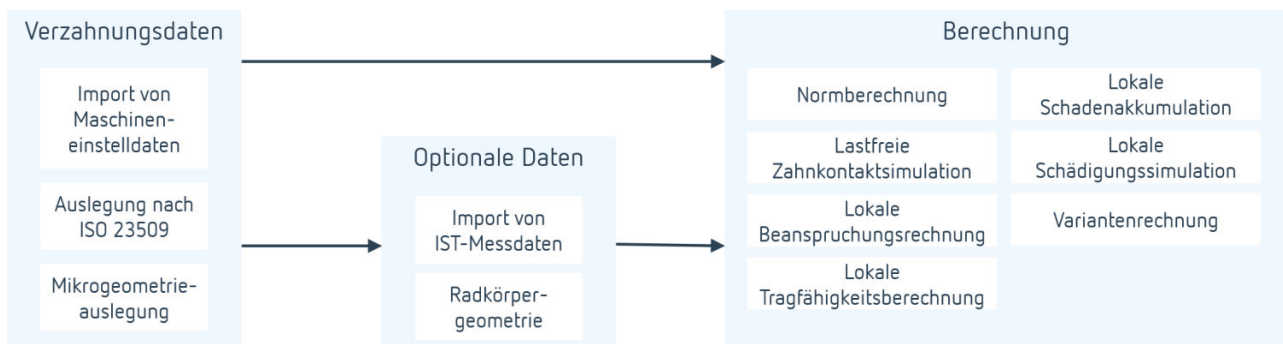 Verzahnungsdaten
Import von
Maschinen-
einstelldaten
Auslegung nach
ISO 23509
Mikrogeometrie-
auslegung
Optionale Daten
Import von
IST-Messdaten
Radkörper-
geometrie
Berechnung
Normberechnung
Lastfreie
Zahnkontaktsimulation
Lokale
Beanspruchungsrechnung
Lokale
Tragfähigkeitsberechnung
Lokale
Schadenakkumulation
Lokale
Schädigungssimulation
Variantenrechnung